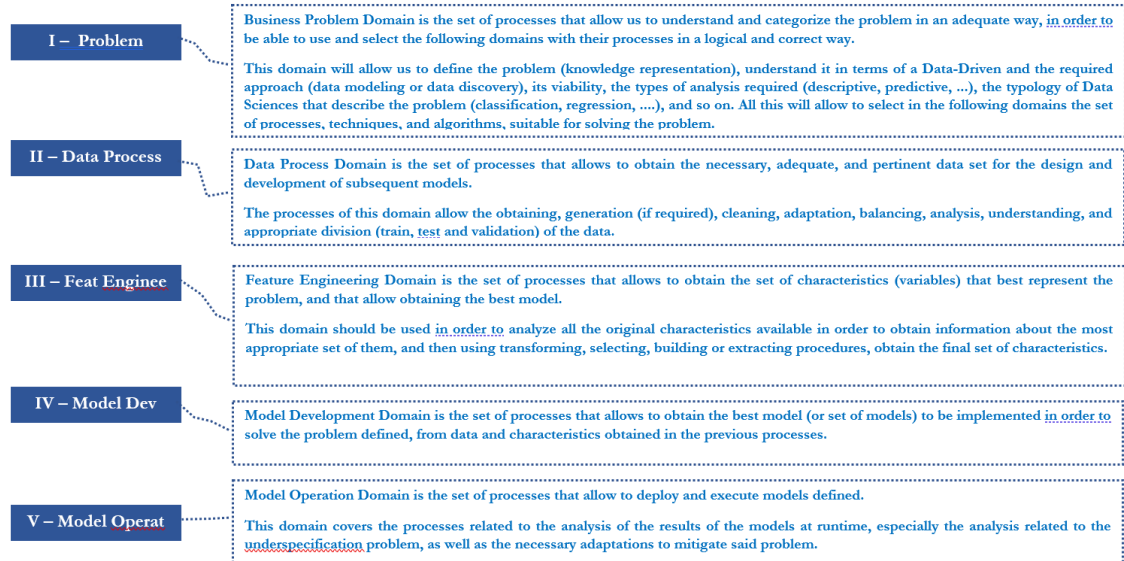 I – Problem
Business Problem Domain is the set of processes that allow us to understand and categorize the problem in an adequate way, in order to
be able to use and select the following domains with their processes in a logical and correct way.
This domain will allow us to define the problem (knowledge representation), understand it in terms of a Data-Driven and the required
approach (data modeling or data discovery), its viability, the types of analysis required (descriptive, predictive, ...), the typology of Data
Sciences that describe the problem (classification, regression, ....), and so on. All this will allow to select in the following domains the set
of processes, techniques, and algorithms, suitable for solving the problem.
II – Data Process
Data Process Domain is the set of processes that allows to obtain the necessary, adequate, and pertinent data set for the design and
development of subsequent models.
The processes of this domain allow the obtaining, generation (if required), cleaning, adaptation, balancing, analysis, understanding, and
appropriate division (train, test and validation) of the data.
III – Feat Enginee
Feature Engineering Domain is the set of processes that allows to obtain the set of characteristics (variables) that best represent the
problem, and that allow obtaining the best model.
This domain should be used in order to analyze all the original characteristics available in order to obtain information about the most
appropriate set of them, and then using transforming, selecting, building or extracting procedures, obtain the final set of characteristics.
IV – Model Dev
Model Development Domain is the set of processes that allows to obtain the best model (or set of models) to be implemented in order to
solve the problem defined, from data and characteristics obtained in the previous processes.
V – Model Operat
Model Operation Domain is the set of processes that allow to deploy and execute models defined.
This domain covers the processes related to the analysis of the results of the models at runtime, especially the analysis related to the
underspecification problem, as well as the necessary adaptations to mitigate said problem.